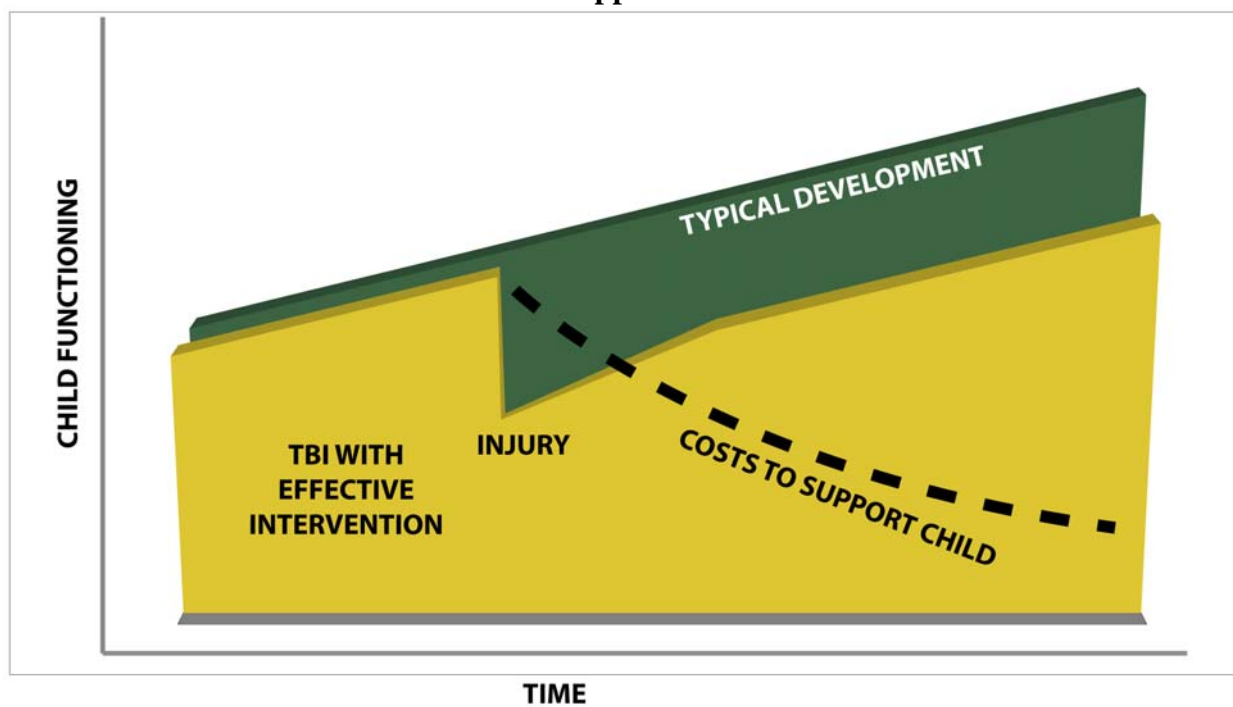 CHILD FUNCTIONING
TYPICAL DEVELOPMENT
TBI WITH
EFFECTIVE
INTERVENTION
INJURY
COSTS TO SUPPORT CHILD
TIME